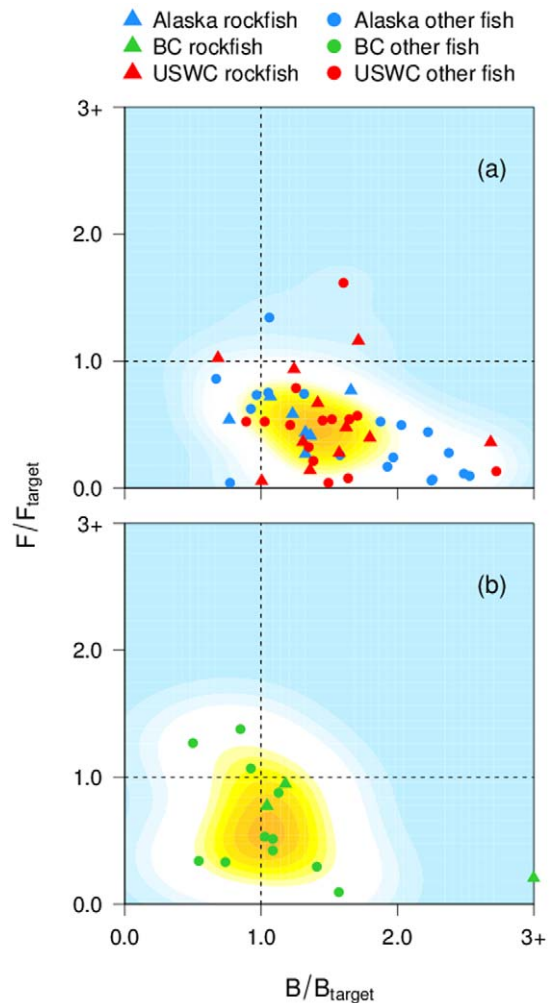 Alaska rockfish Alaska other fish
BC rockfish BC other fish
USWC rockfish USWC other fish
3+
(a)
2.0
1.0
0.0
F/Ftarget
3+
(b)
2.0
1.0
0.0
0.0 1.0 2.0 3+
B/Btarget